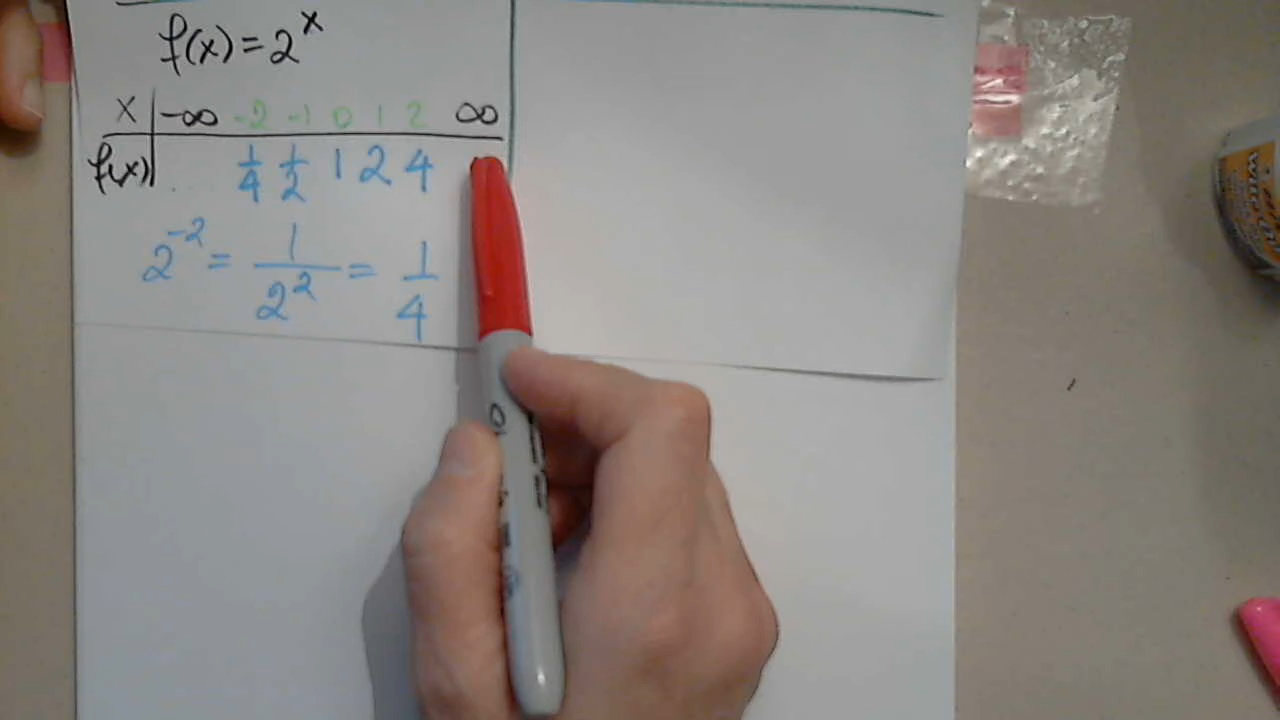 f(x) = 2^x
x | -∞ -2 -1 0 1 2 ∞
f(x) | 1/4 1/2 1 2 4
2^-2 = 1/2^2 = 1/4